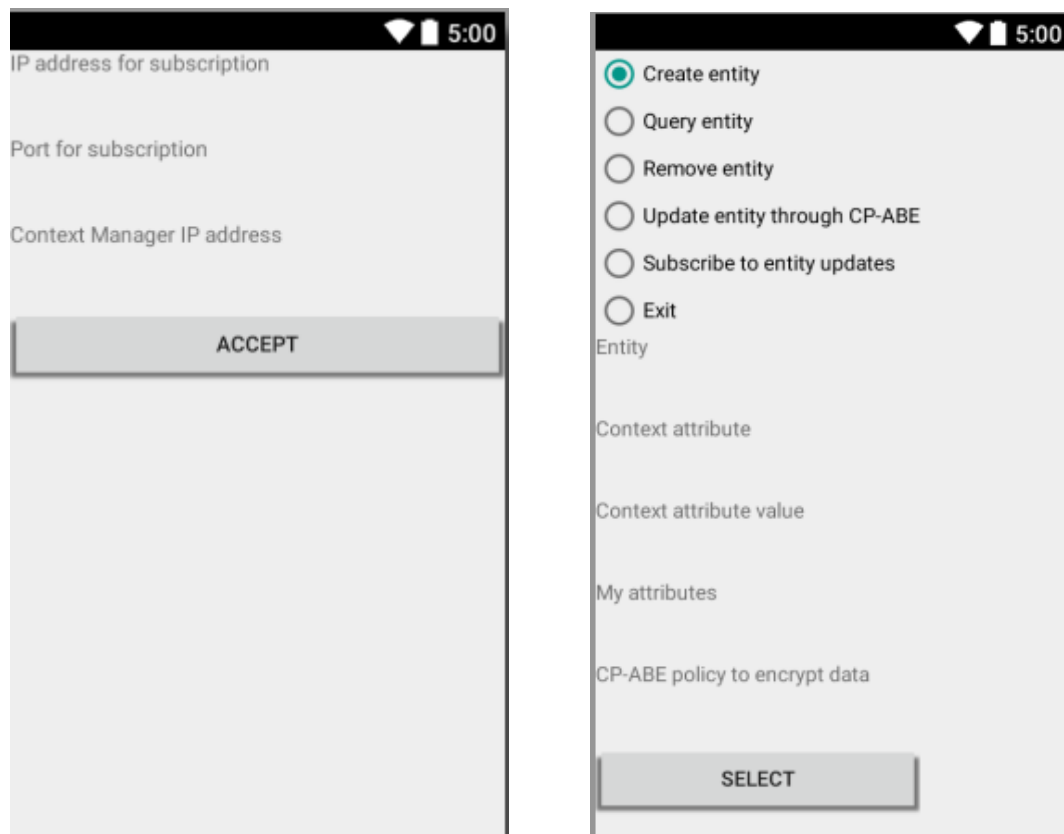 5:00
IP address for subscription
Port for subscription
Context Manager IP address
ACCEPT
5:00
Create entity
Query entity
Remove entity
Update entity through CP-ABE
Subscribe to entity updates
Exit
Entity
Context attribute
Context attribute value
My attributes
CP-ABE policy to encrypt data
SELECT